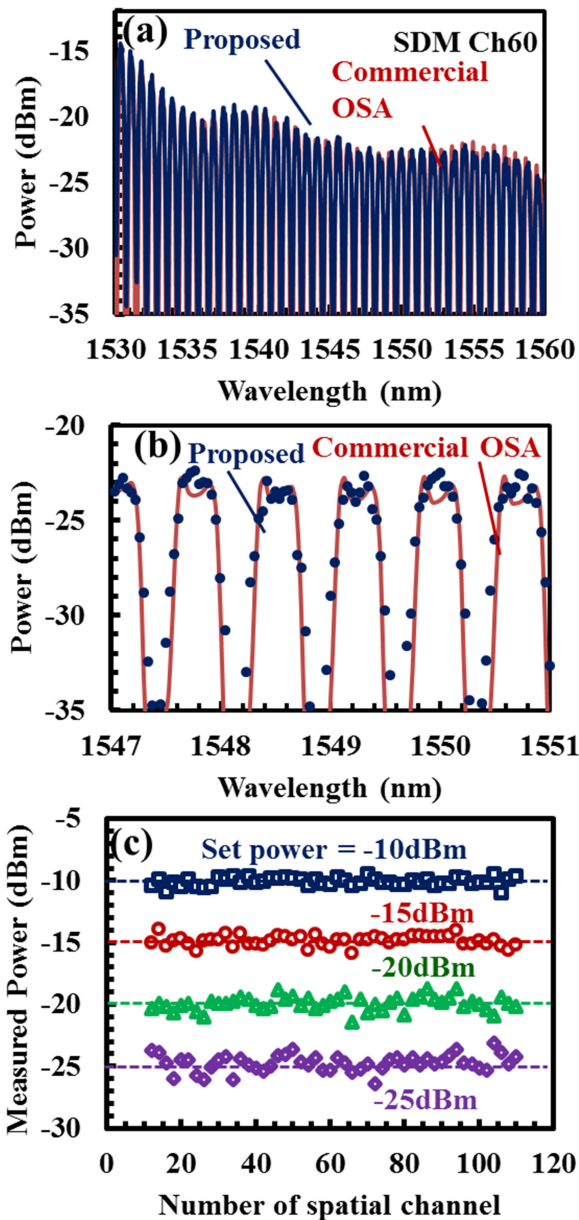 (a)
Proposed
SDM Ch60
Commercial
OSA
Power (dBm)
-15
-20
-25
-30
-35
1530 1535 1540 1545 1550 1555 1560
Wavelength (nm)
(b)
Proposed
Commercial OSA
Power (dBm)
-20
-25
-30
-35
1547 1548 1549 1550 1551
Wavelength (nm)
(c)
Set power = -10dBm
-15dBm
-20dBm
-25dBm
Measured Power (dBm)
-5
-10
-15
-20
-25
-30
0 20 40 60 80 100 120
Number of spatial channel